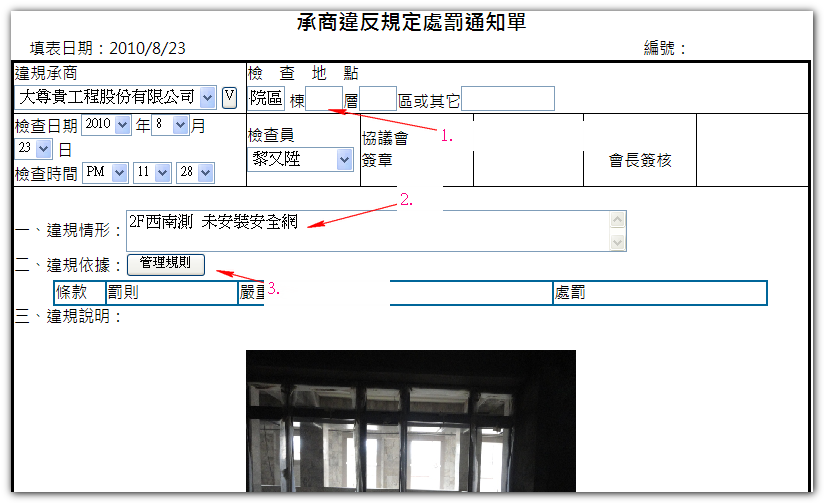 承商違反規定處罰通知單
填表日期：2010/8/23 編號：
違規承商 檢 查 地 點
大尊貴工程股份有限公司 V 院區 棟 層 區或其它
檢查日期 2010 年 8 月
23 日
檢查時間 PM 11 28
檢查員
黎又陞
協議會
簽章
會長簽核
1.
2.
一、違規情形： 2F西南測 未安裝安全網
二、違規依據： 管理規則
3.
條款 罰則 嚴重 處罰
三、違規說明：